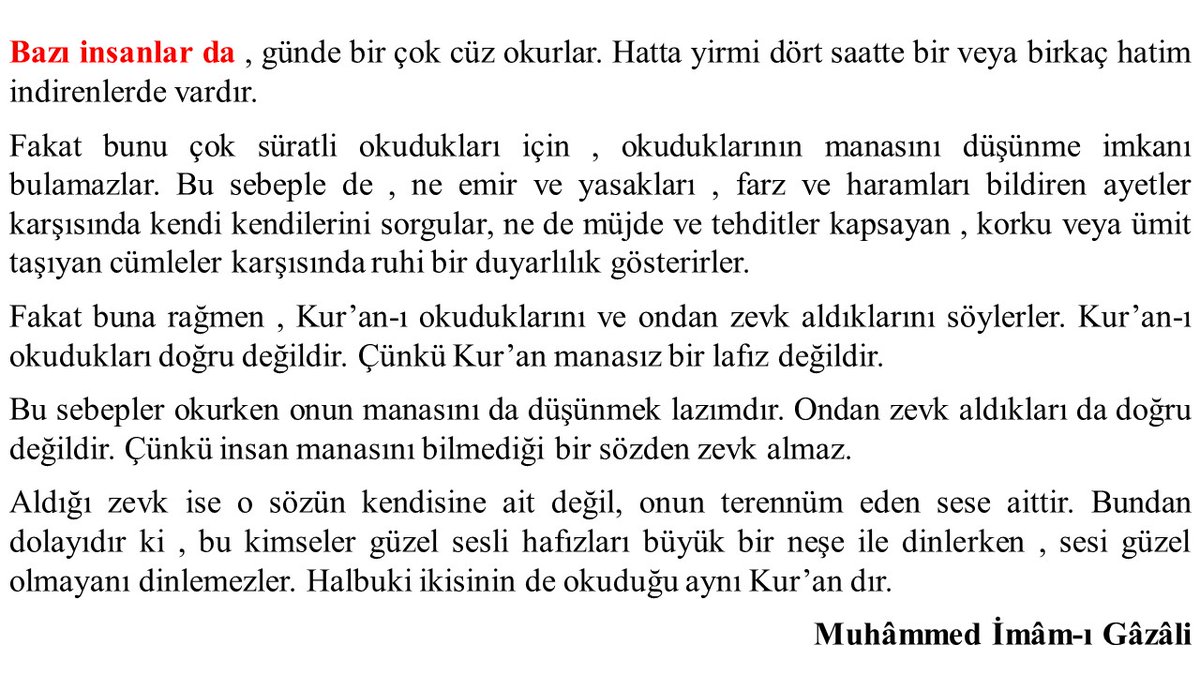 Bazı insanlar da , günde bir çok cüz okurlar. Hatta yirmi dört saatte bir veya birkaç hatim
indirenlerde vardır.
Fakat bunu çok süratli okudukları için , okuduklarının manasını düşünme imkanı
bulamazlar. Bu sebeple de , ne emir ve yasakları , farz ve haramları bildiren ayetler
karşısında kendi kendilerini sorgular, ne de müjde ve tehditler kapsayan , korku veya ümit
taşıyan cümleler karşısında ruhi bir duyarlılık gösterirler.
Fakat buna rağmen , Kur’an-ı okuduklarını ve ondan zevk aldıklarını söylerler. Kur’an-ı
okudukları doğru değildir. Çünkü Kur’an manasız bir lafız değildir.
Bu sebepler okurken onun manasını da düşünmek lazımdır. Ondan zevk aldıkları da doğru
değildir. Çünkü insan manasını bilmediği bir sözden zevk almaz.
Aldığı zevk ise o sözün kendisine ait değil, onun terennüm eden sese aittir. Bundan
dolayıdır ki , bu kimseler güzel sesli hafızları büyük bir neşe ile dinlerken , sesi güzel
olmayanı dinlemezler. Halbuki ikisinin de okuduğu aynı Kur’an dır.
Muhâmmed İmâm-ı Gâzâli